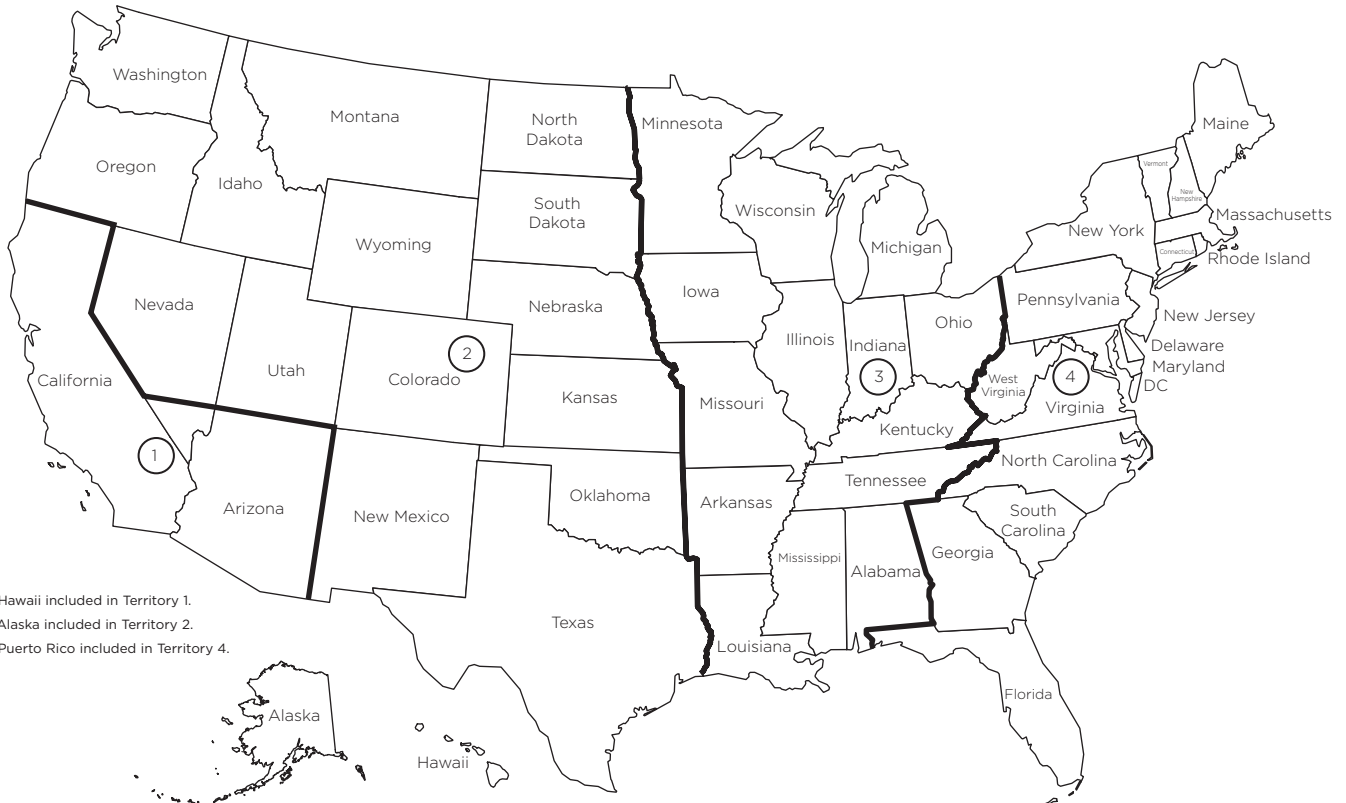 Washington
Montana
North
Dakota
Minnesota
Maine
Oregon
Idaho
Vermont
New
Hampshire
South
Dakota
Wisconsin
Massachusetts
Wyoming
Michigan
New York
Connecticut
Rhode Island
Nevada
Nebraska
Iowa
Pennsylvania
New Jersey
Ohio
Illinois
Indiana
Delaware
2
Maryland
California
Utah
Colorado
3
West
Virginia
4
DC
Kansas
Missouri
Virginia
Kentucky
1
North Carolina
Tennessee
Arizona
New Mexico
Oklahoma
Arkansas
South
Carolina
Mississippi
Alabama
Georgia
Hawaii included in Territory 1.
Alaska included in Territory 2.
Puerto Rico included in Territory 4.
Texas
Louisiana
Florida
Alaska
Hawaii